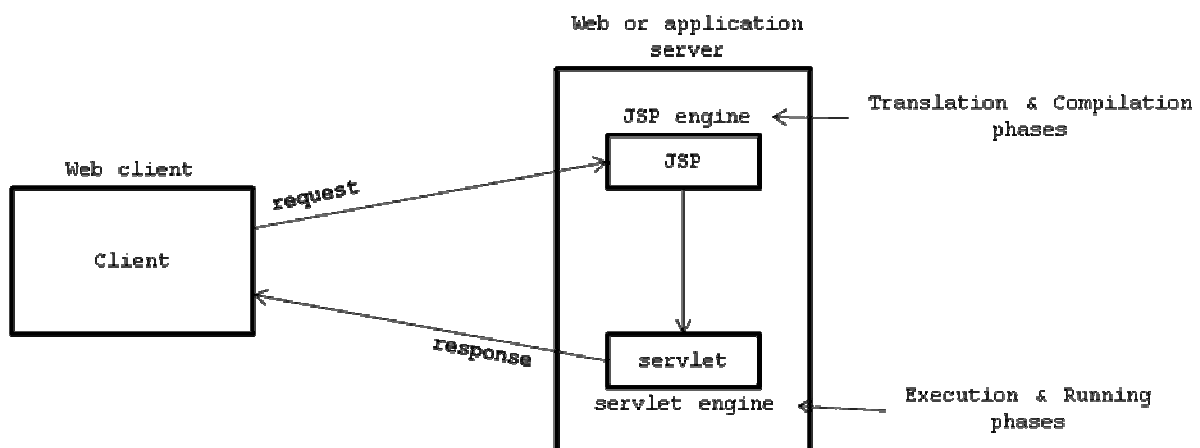 Web or application
server
JSP engine
Translation & Compilation
phases
JSP
Web client
request
Client
response
servlet
servlet engine
Execution & Running
phases